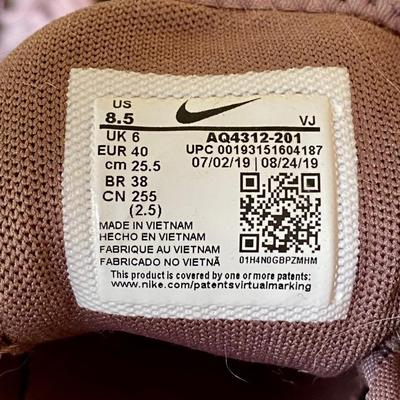 US
8.5 VJ
UK 6 AQ4312-201
EUR 40 UPC 00193151604187
cm 25.5 07/02/19 | 08/24/19
BR 38
CN 255
(2.5)
MADE IN VIETNAM
HECHO EN VIETNAM
FABRIQUE AU VIETNAM
FABRICADO NO VIETNÃ
01H4N0GBPZMHM
This product is covered by one or more patents:
www.nike.com/patentsvirtualmarking